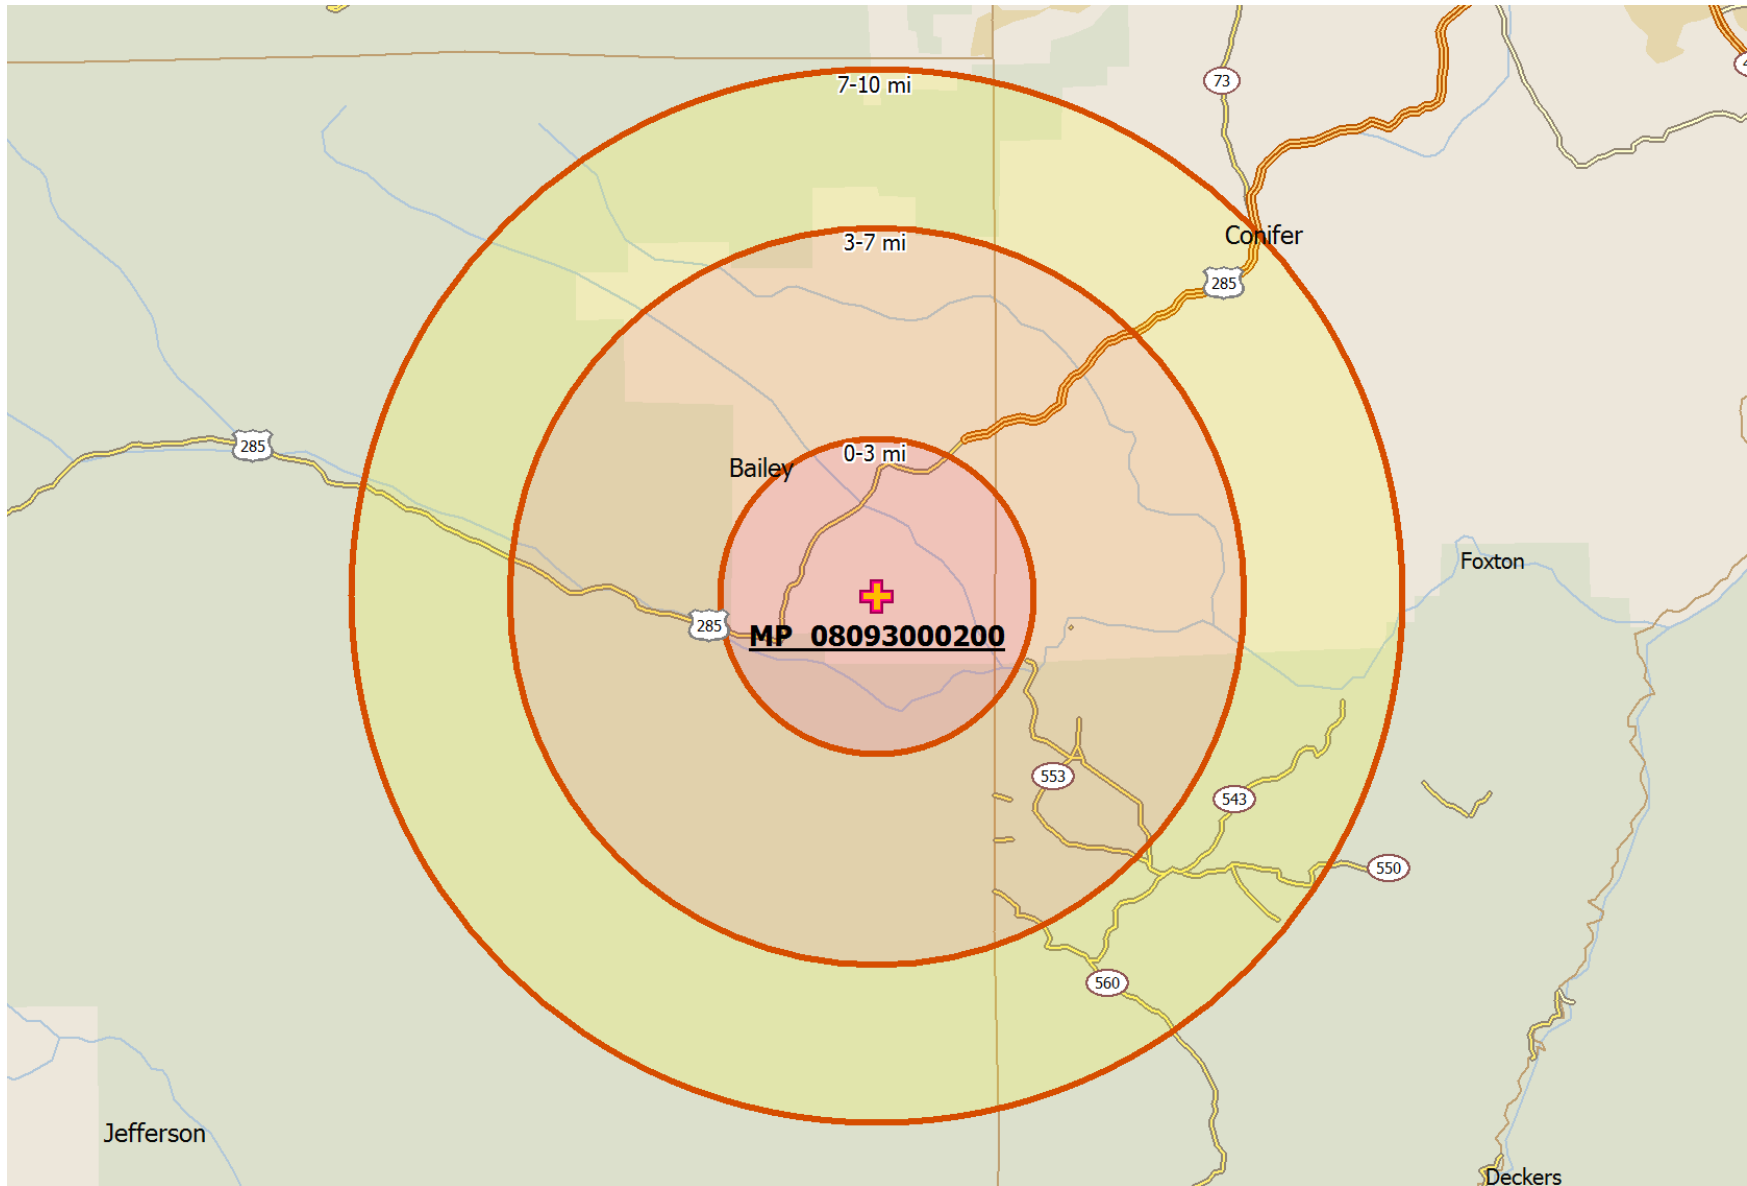 7-10 mi
73
4
3-7 mi
Conifer
285
285
0-3 mi
Bailey
Foxton
285
MP 08093000200
553
543
550
560
Jefferson
Deckers